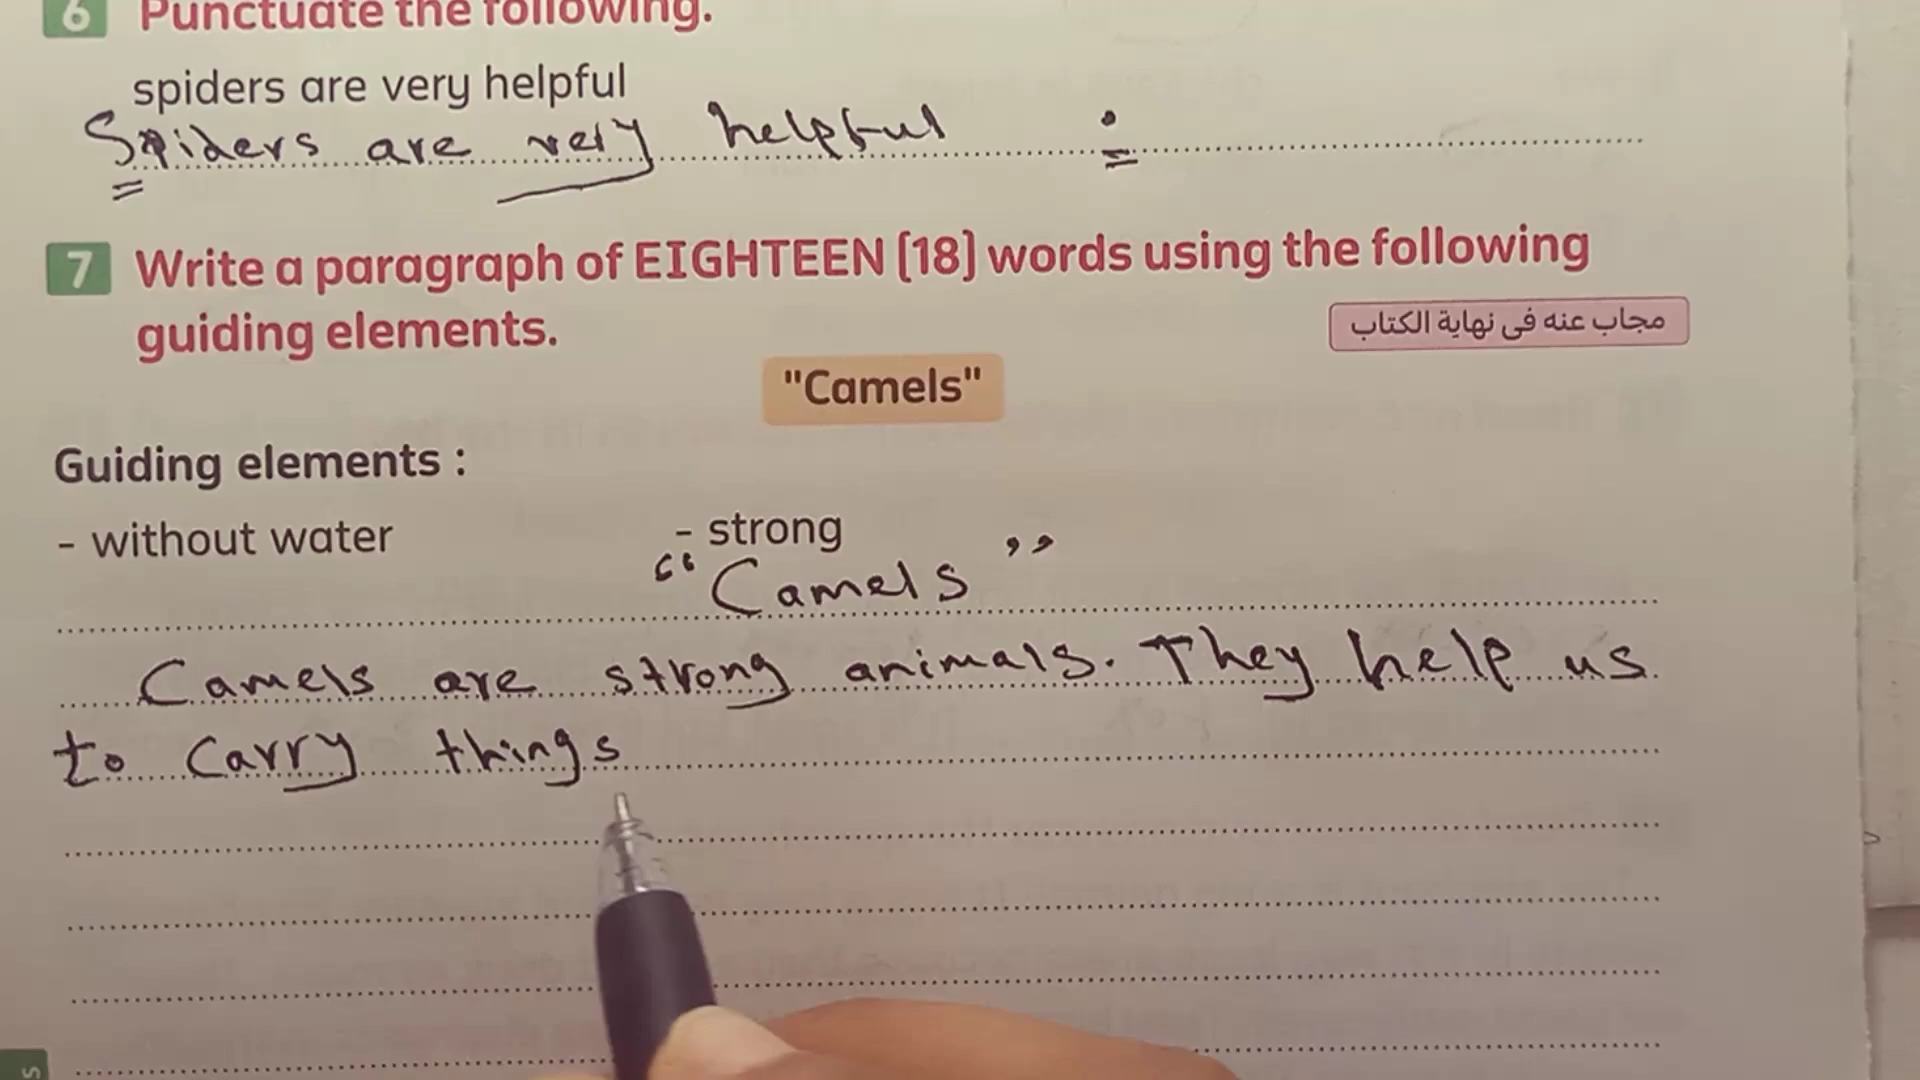 6 Punctuate the following.
spiders are very helpful
Spiders are very helpful .
7 Write a paragraph of EIGHTEEN (18) words using the following
guiding elements.
مجاب عنه فى نهاية الكتاب
"Camels"
Guiding elements :
- without water - strong
“Camels”
Camels are strong animals. They help us
to carry things